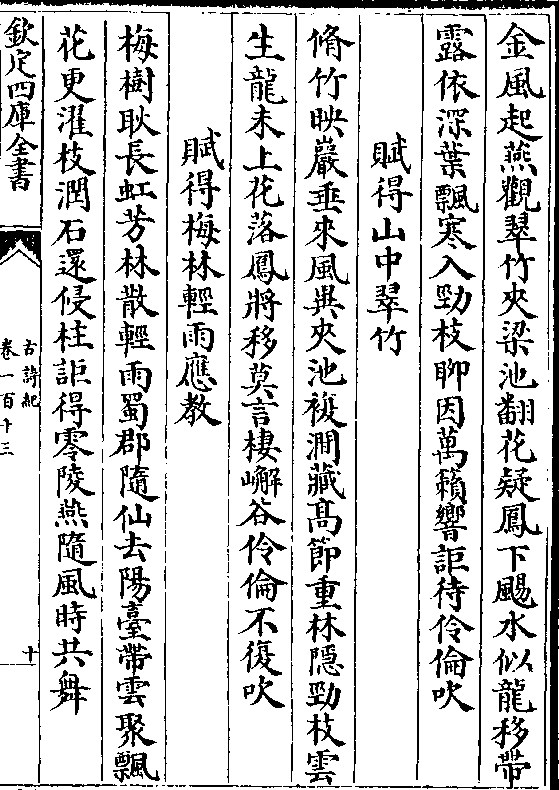 金風起燕觀翠竹夾梁池翻花疑鳳下颺水似龍移帶
露依深葉飄寒入勁枝聊因萬籟響詎待伶倫吹
賦得山中翠竹
脩竹映巖垂來風異夾池複澗藏高節重林隱勁枝雲
生龍未上花落鳳將移莫言棲嶰谷伶倫不復吹
賦得梅林輕雨應教
梅樹耿長虹芳林散輕雨蜀郡隨仙去陽臺帶雲聚飄
花更濯枝潤石還侵柱詎得零陵燕隨風時共舞
欽定四庫全書
古詩紀
卷一百十三
十